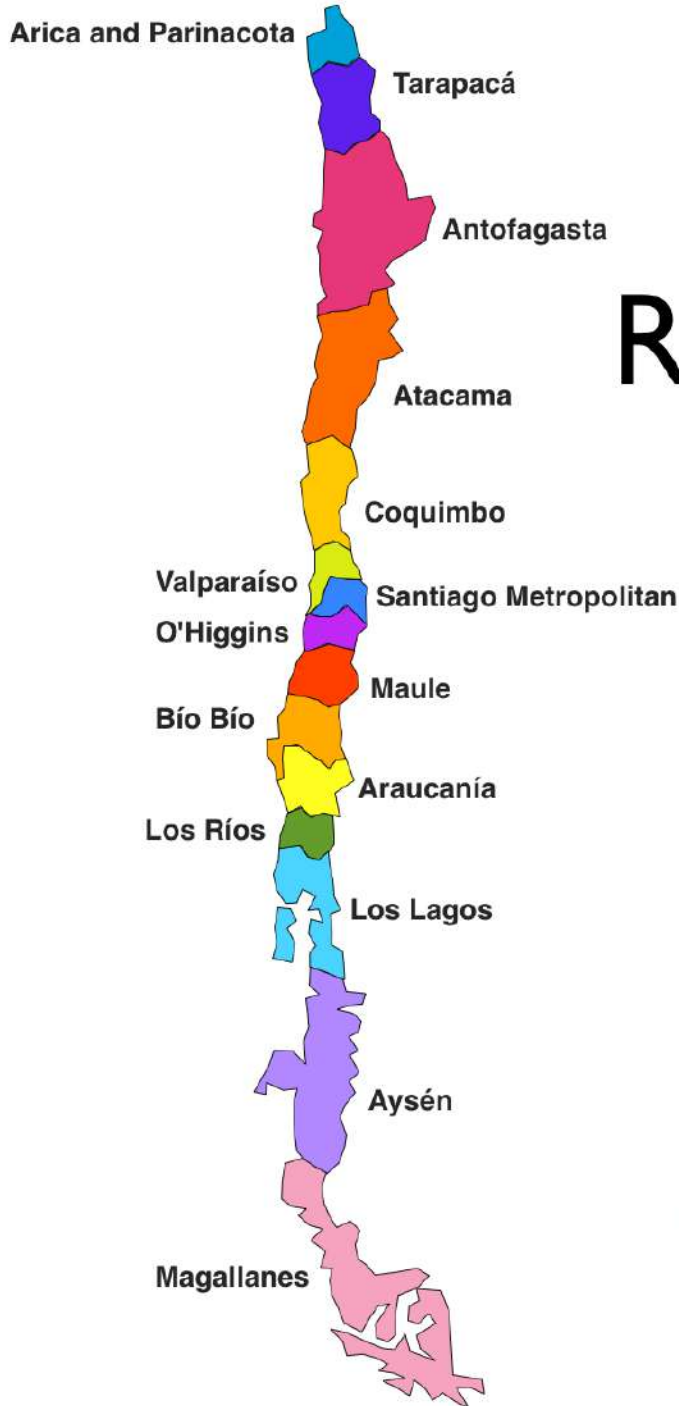 Arica and Parinacota
Tarapacá
Antofagasta
R
Atacama
Coquimbo
Valparaíso
Santiago Metropolitan
O'Higgins
Maule
Bío Bío
Araucanía
Los Ríos
Los Lagos
Aysén
Magallanes